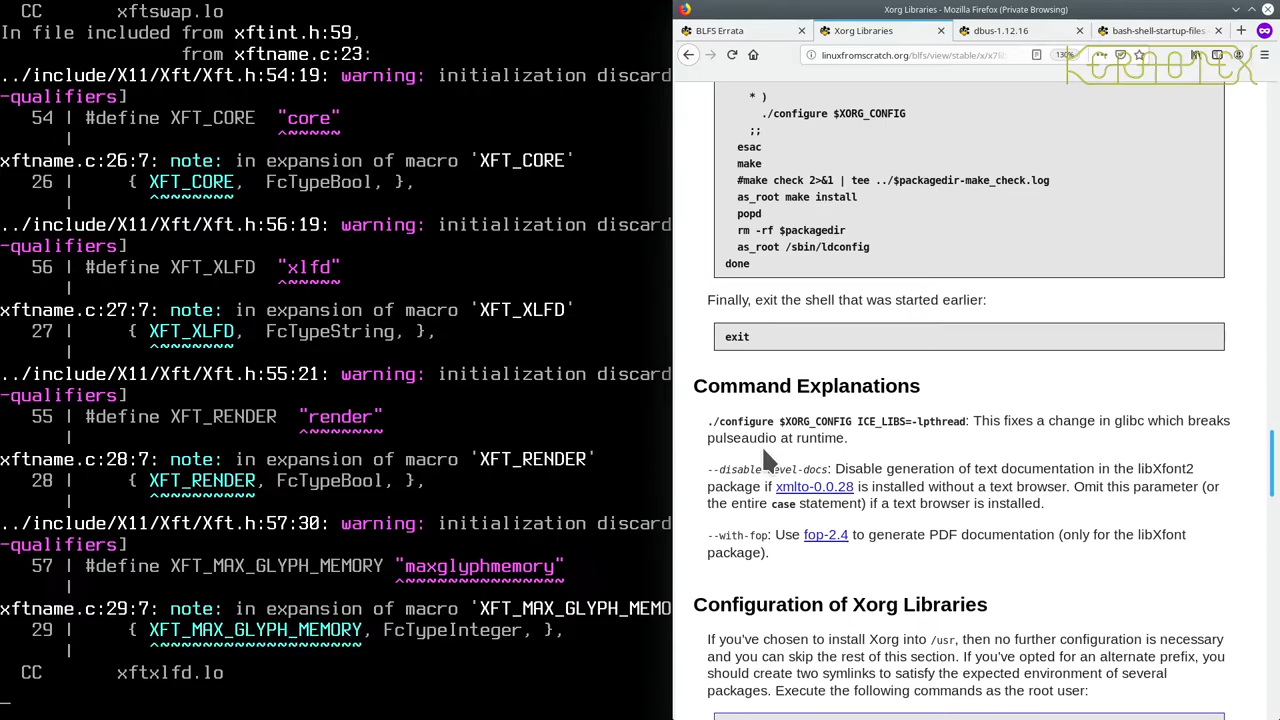 CC       xftswap.lo
In file included from xftint.h:59,
                 from xftname.c:23:
../include/X11/Xft/Xft.h:54:19: warning: initialization discard
-qualifiers]
   54 | #define XFT_CORE  "core"
      |                   ^~~~~~
xftname.c:26:7: note: in expansion of macro 'XFT_CORE'
   26 |     { XFT_CORE,   FcTypeBool, },
      |       ^~~~~~~~
../include/X11/Xft/Xft.h:56:19: warning: initialization discard
-qualifiers]
   56 | #define XFT_XLFD  "xlfd"
      |                   ^~~~~~
xftname.c:27:7: note: in expansion of macro 'XFT_XLFD'
   27 |     { XFT_XLFD,   FcTypeString, },
      |       ^~~~~~~~
../include/X11/Xft/Xft.h:55:21: warning: initialization discard
-qualifiers]
   55 | #define XFT_RENDER  "render"
      |                     ^~~~~~~~
xftname.c:28:7: note: in expansion of macro 'XFT_RENDER'
   28 |     { XFT_RENDER, FcTypeBool, },
      |       ^~~~~~~~~~
../include/X11/Xft/Xft.h:57:30: warning: initialization discard
-qualifiers]
   57 | #define XFT_MAX_GLYPH_MEMORY "maxglyphmemory"
      |                              ^~~~~~~~~~~~~~~~
xftname.c:29:7: note: in expansion of macro 'XFT_MAX_GLYPH_MEMO
   29 |     { XFT_MAX_GLYPH_MEMORY, FcTypeInteger, },
      |       ^~~~~~~~~~~~~~~~~~~~
  CC       xftxlfd.lo
_
Xorg Libraries - Mozilla Firefox (Private Browsing)
BLFS Errata
Xorg Libraries
dbus-1.12.16
bash-shell-startup-files
linuxfromscratch.org/blfs/view/stable/x/x7li
130%
* )
./configure $XORG_CONFIG
;;
esac
make
#make check 2>&1 | tee ../$packagedir-make_check.log
as_root make install
popd
rm -rf $packagedir
as_root /sbin/ldconfig
done
Finally, exit the shell that was started earlier:
exit
Command Explanations
./configure $XORG_CONFIG ICE_LIBS=-lpthread: This fixes a change in glibc which breaks
pulseaudio at runtime.
--disable-devel-docs: Disable generation of text documentation in the libXfont2
package if xmlto-0.0.28 is installed without a text browser. Omit this parameter (or
the entire case statement) if a text browser is installed.
--with-fop: Use fop-2.4 to generate PDF documentation (only for the libXfont
package).
Configuration of Xorg Libraries
If you've chosen to install Xorg into /usr, then no further configuration is necessary
and you can skip the rest of this section. If you've opted for an alternate prefix, you
should create two symlinks to satisfy the expected environment of several
packages. Execute the following commands as the root user: